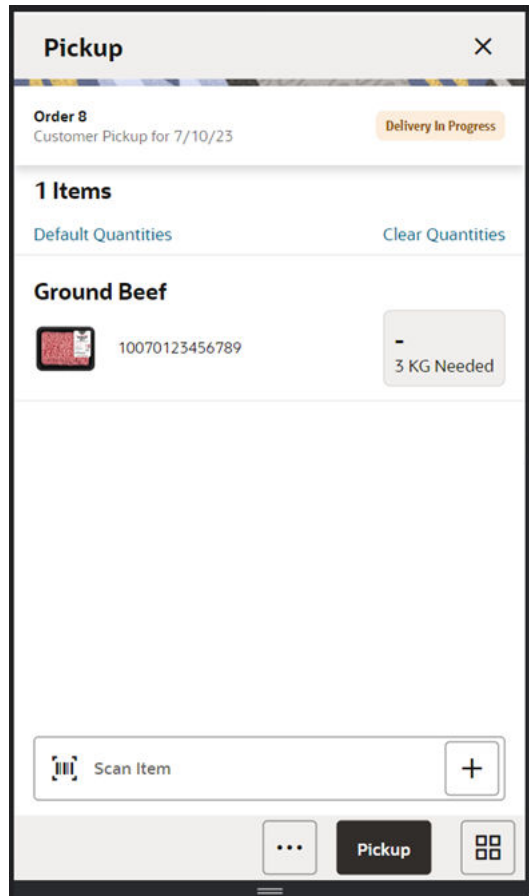 Pickup
Order 8
Customer Pickup for 7/10/23
Delivery In Progress
1 Items
Default Quantities
Clear Quantities
Ground Beef
10070123456789
-
3 KG Needed
Scan Item
Pickup